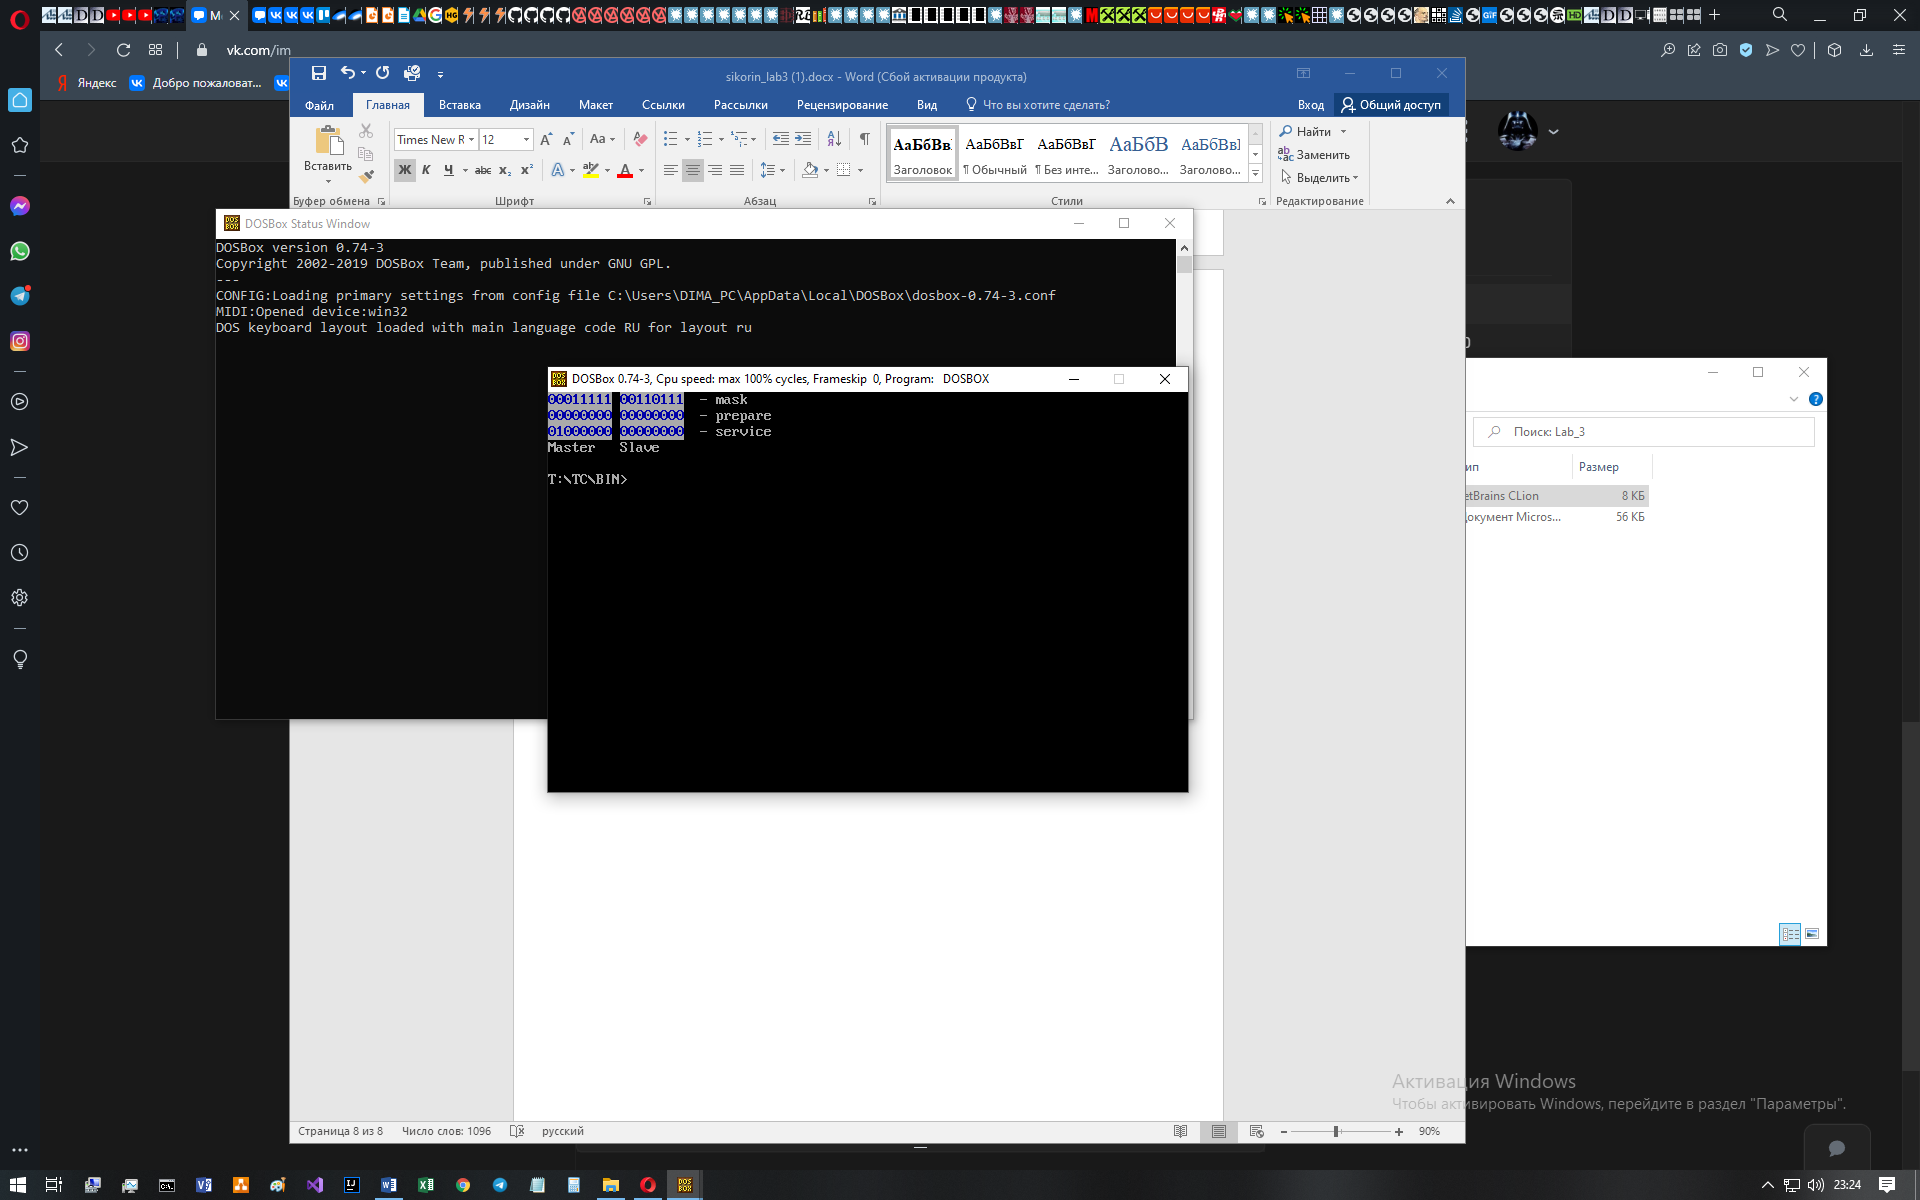 vk.com/im
Яндекс
Добро пожаловат...
sikorin_lab3 (1).docx - Word (Сбой активации продукта)
Файл Главная Вставка Дизайн Макет Ссылки Рассылки Рецензирование Вид Что вы хотите сделать? Вход Общий доступ
Вставить
Times New R 12
Буфер обмена Шрифт Абзац Стили Редактирование
АаБбВв АаБбВвГ АаБбВвГ АаБбВ АаБбВвІ
Заголовок ¶ Обычный ¶ Без инте... Заголово... Заголово...
Найти
Заменить
Выделить
DOSBox Status Window
DOSBox version 0.74-3
Copyright 2002-2019 DOSBox Team, published under GNU GPL.
---
CONFIG:Loading primary settings from config file C:\Users\DIMA_PC\AppData\Local\DOSBox\dosbox-0.74-3.conf
MIDI:Opened device:win32
DOS keyboard layout loaded with main language code RU for layout ru
DOSBox 0.74-3, Cpu speed: max 100% cycles, Frameskip 0, Program: DOSBOX
00011111 00110111 - mask
00000000 00000000 - prepare
01000000 00000000 - service
Master Slave
T:\TC\BIN>
Поиск: Lab_3
ип Размер
etBrains CLion 8 КБ
окумент Micros... 56 КБ
Активация Windows
Чтобы активировать Windows, перейдите в раздел "Параметры".
Страница 8 из 8 Число слов: 1096 русский 90%
23:24